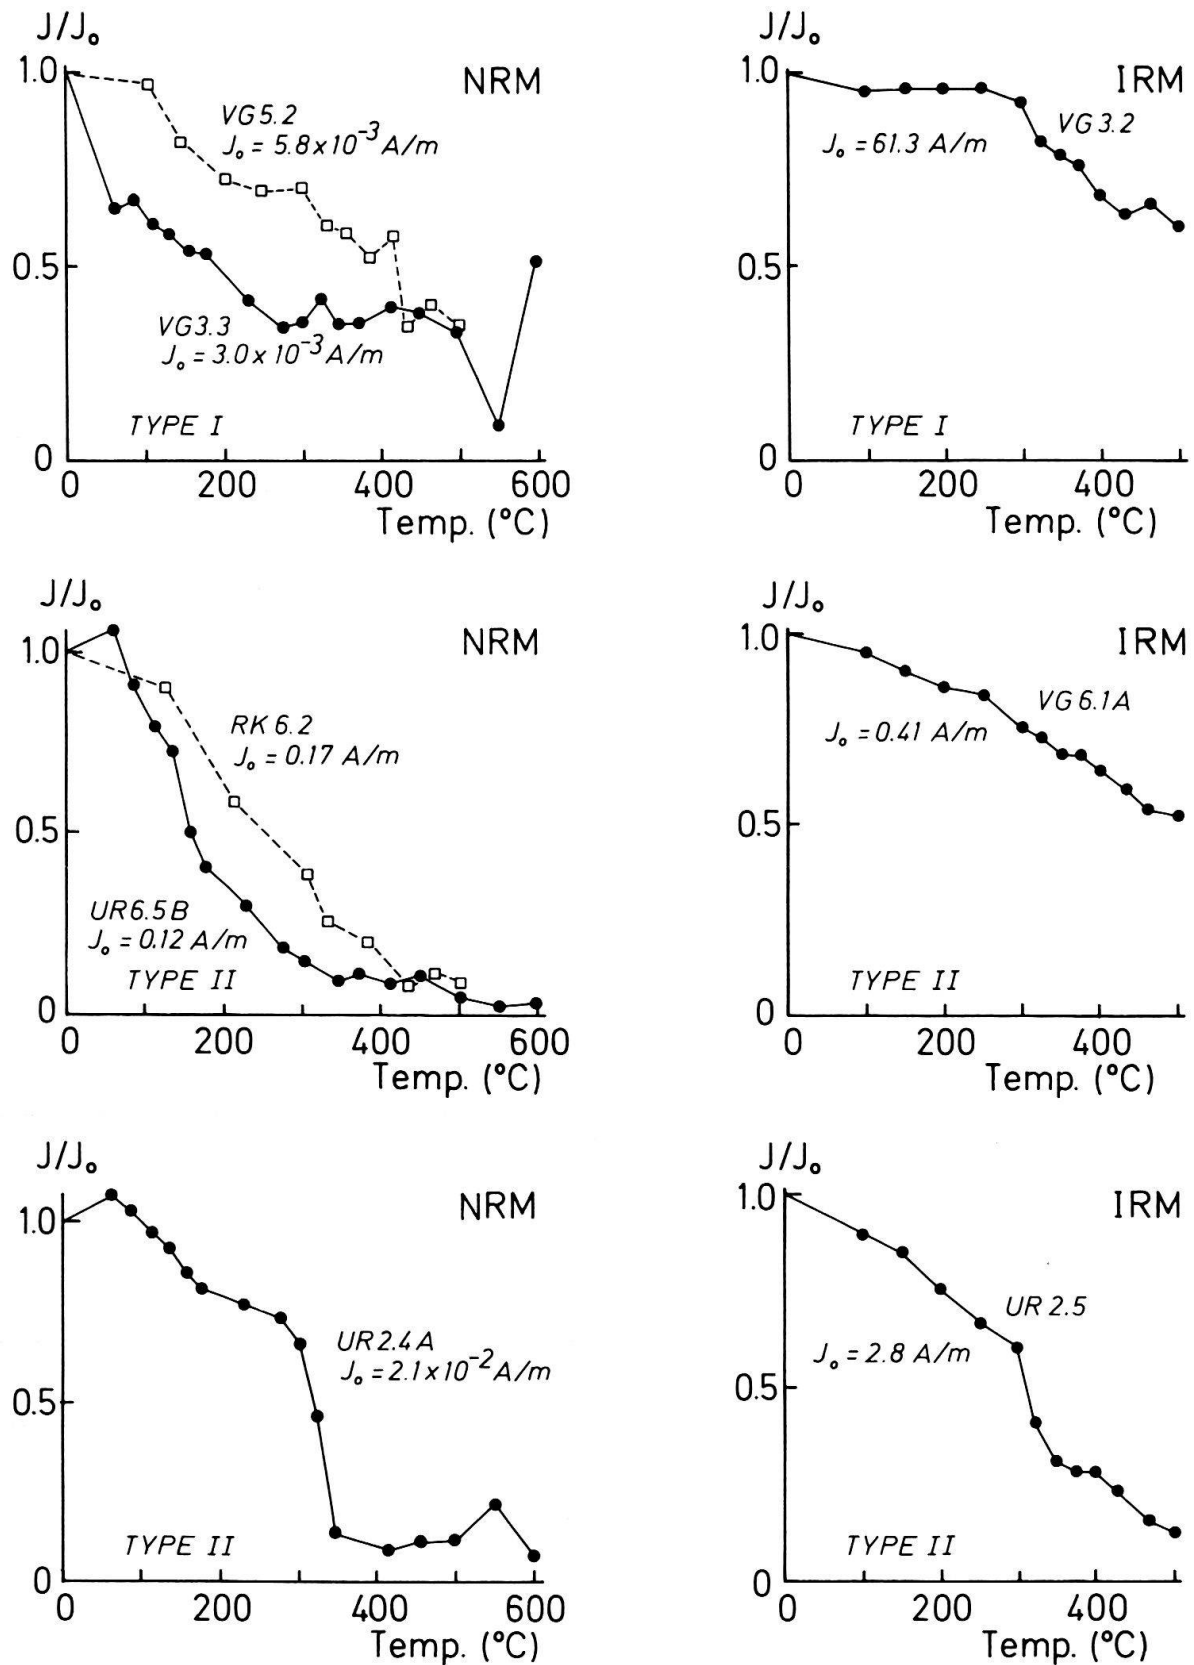 J/J₀
1.0
NRM
VG5.2
J₀ = 5.8x10⁻³ A/m
0.5
VG3.3
J₀ = 3.0x10⁻³ A/m
TYPE I
0
0 200 400 600
Temp. (°C)
J/J₀
1.0
IRM
VG3.2
J₀ = 61.3 A/m
0.5
TYPE I
0
0 200 400
Temp. (°C)
J/J₀
1.0
NRM
RK6.2
J₀ = 0.17 A/m
0.5
UR6.5B
J₀ = 0.12 A/m
TYPE II
0
0 200 400 600
Temp. (°C)
J/J₀
1.0
IRM
VG6.1A
J₀ = 0.41 A/m
0.5
TYPE II
0
0 200 400
Temp. (°C)
J/J₀
1.0
NRM
UR2.4A
J₀ = 2.1x10⁻² A/m
0.5
TYPE II
0
0 200 400 600
Temp. (°C)
J/J₀
1.0
IRM
UR2.5
J₀ = 2.8 A/m
0.5
TYPE II
0
0 200 400
Temp. (°C)